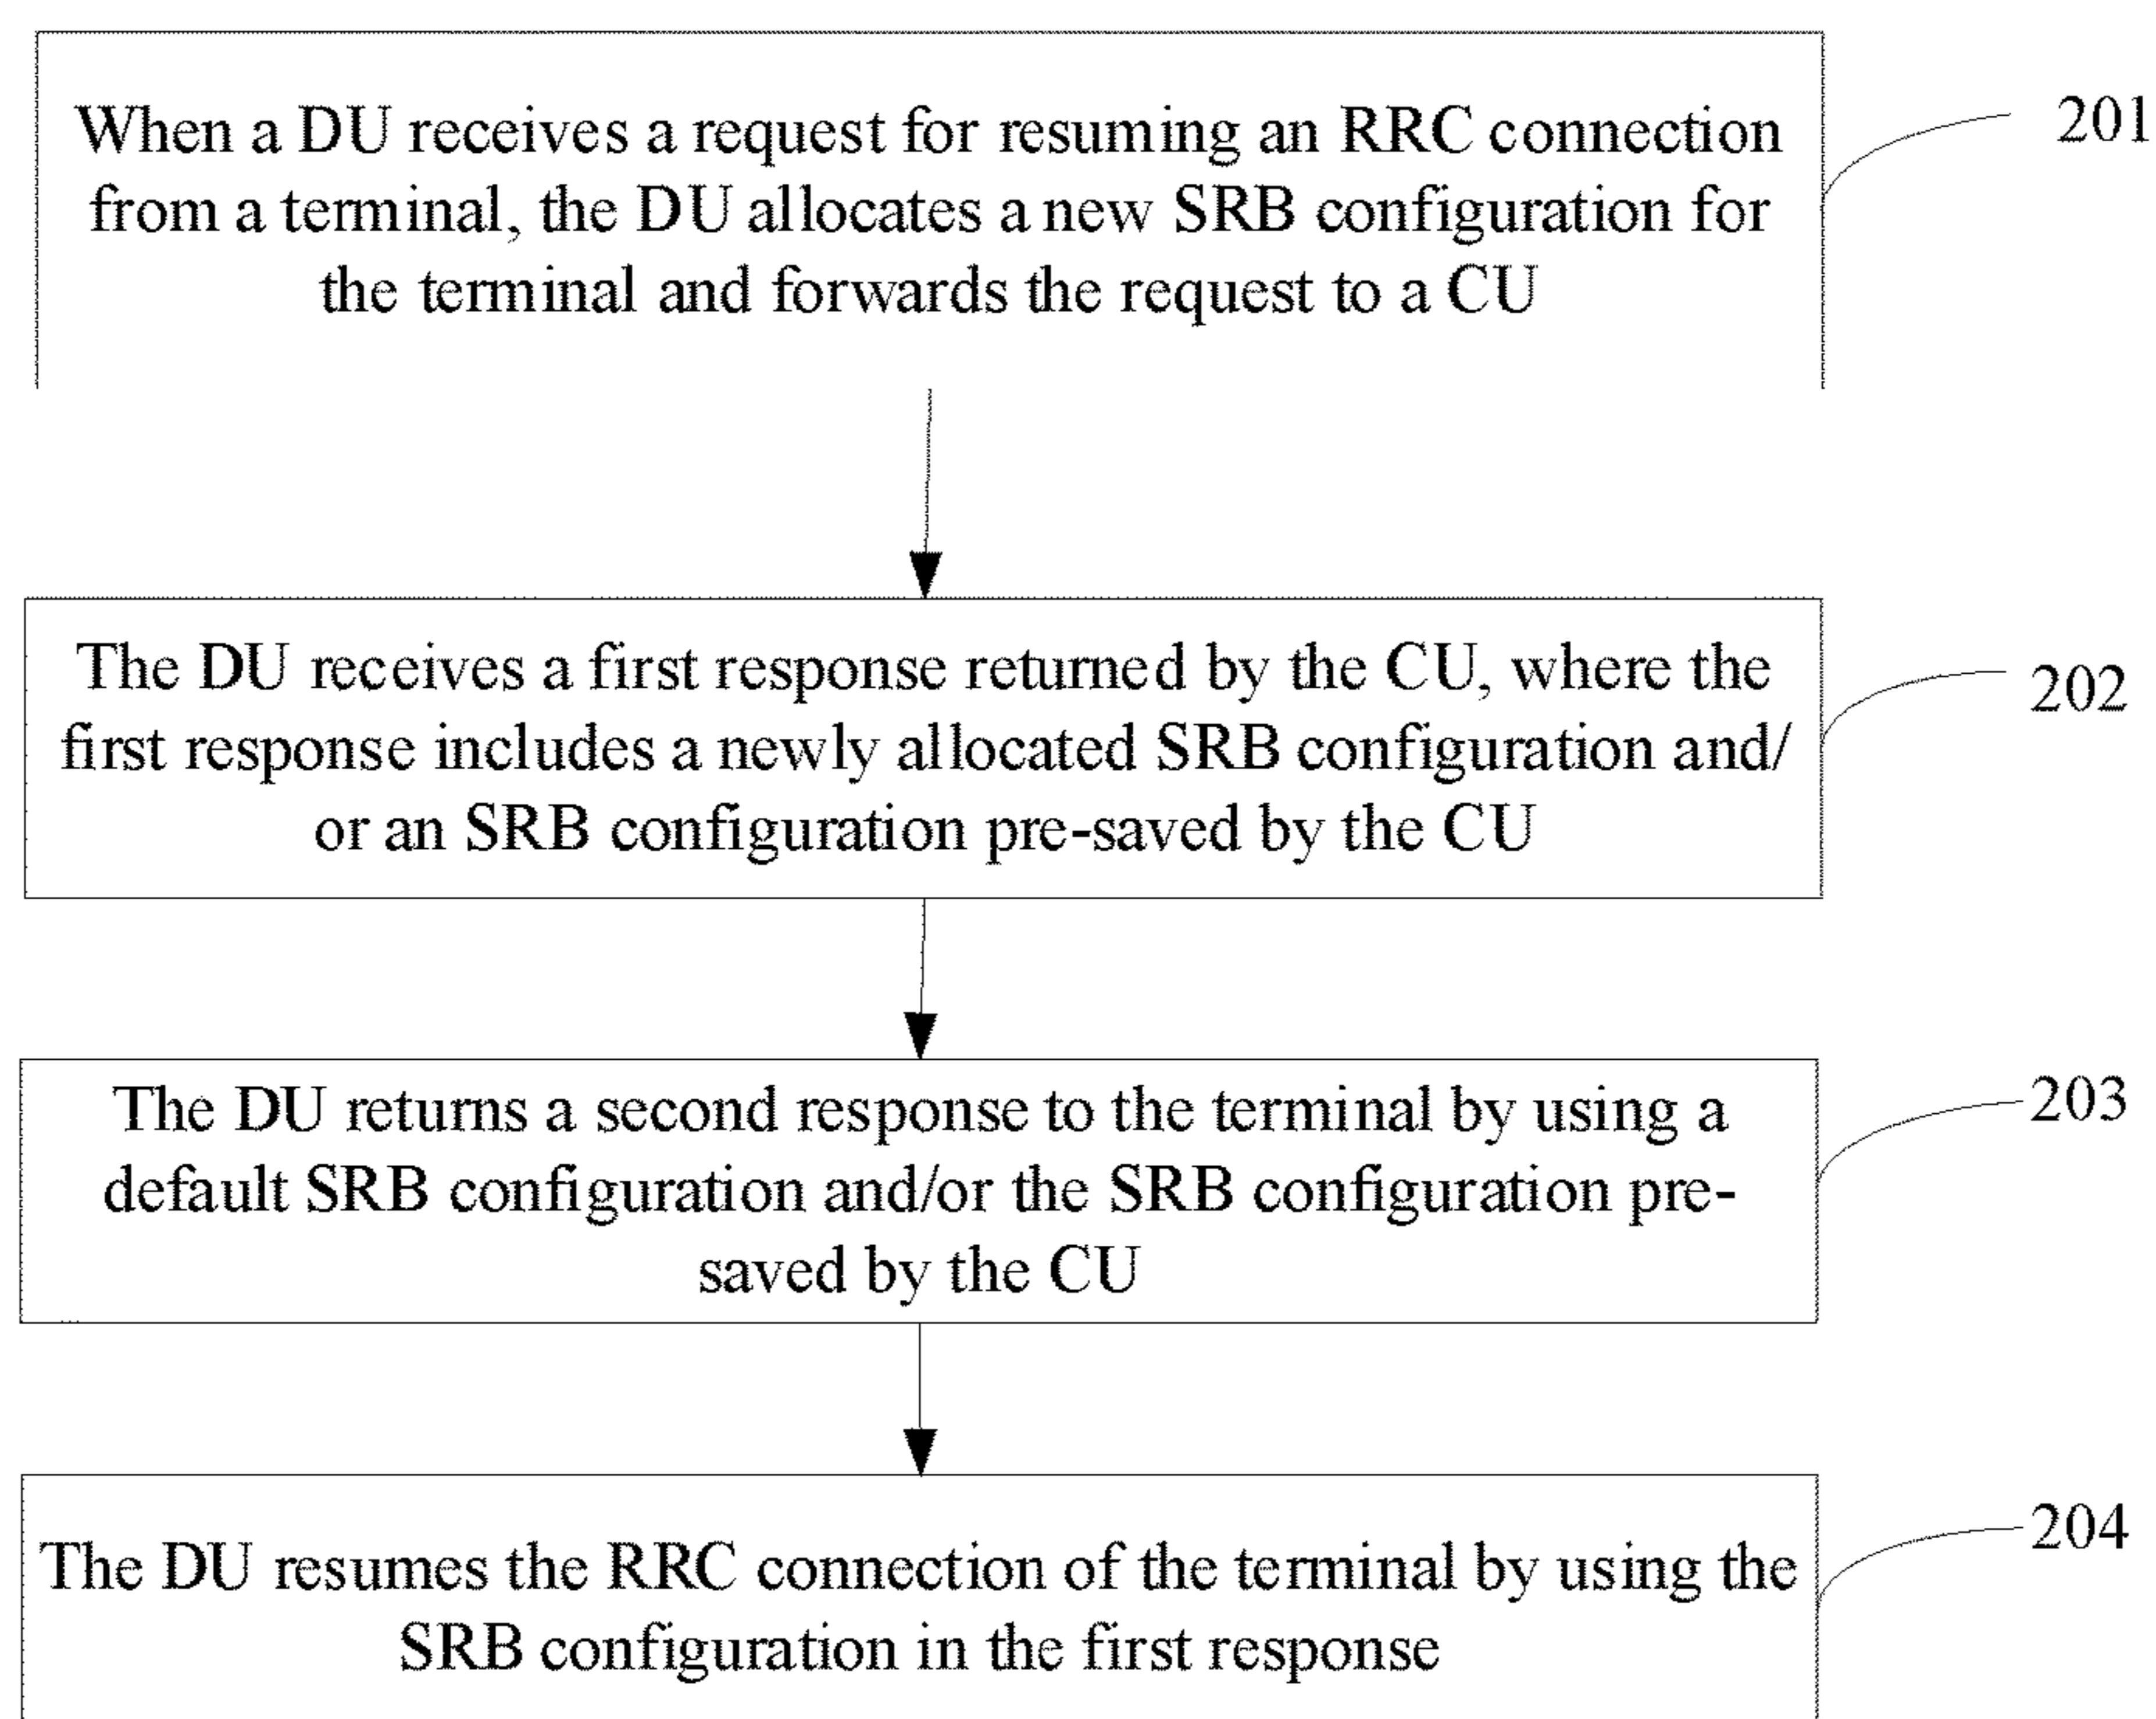 When a DU receives a request for resuming an RRC connection
from a terminal, the DU allocates a new SRB configuration for
the terminal and forwards the request to a CU
201
The DU receives a first response returned by the CU, where the
first response includes a newly allocated SRB configuration and/
or an SRB configuration pre-saved by the CU
202
The DU returns a second response to the terminal by using a
default SRB configuration and/or the SRB configuration pre-
saved by the CU
203
The DU resumes the RRC connection of the terminal by using the
SRB configuration in the first response
204